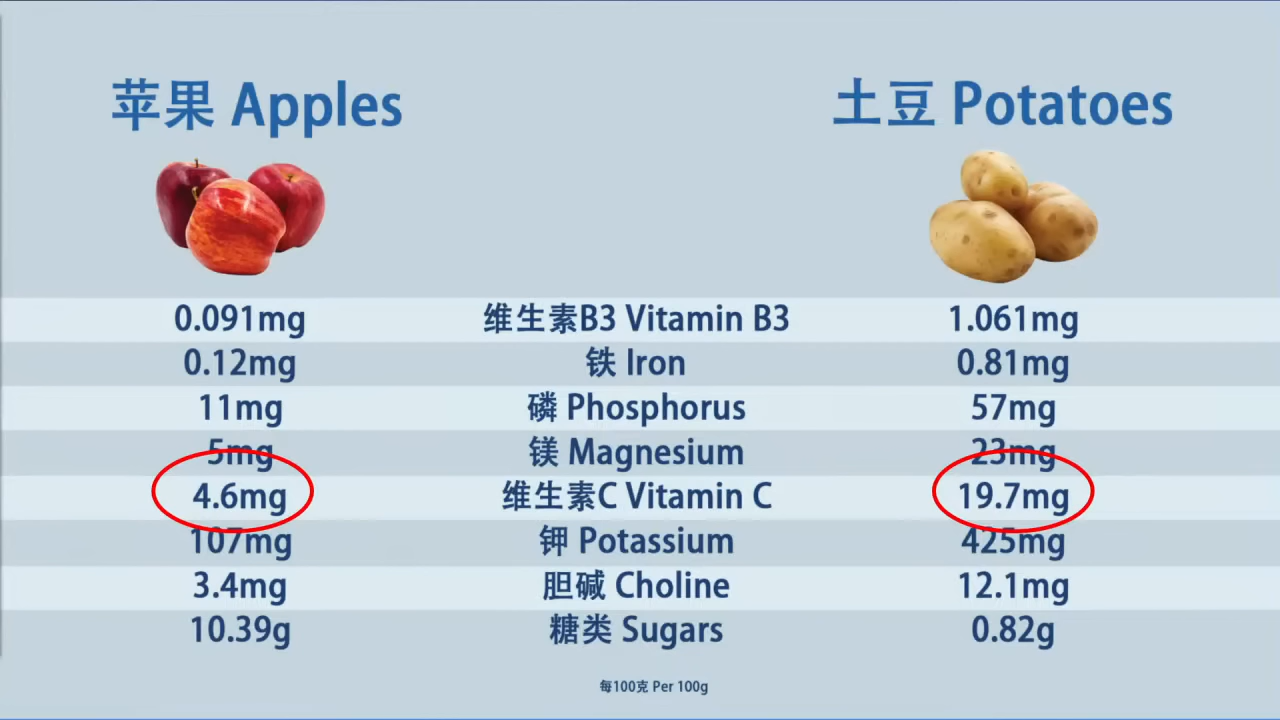 苹果 Apples 土豆 Potatoes
0.091mg 维生素B3 Vitamin B3 1.061mg
0.12mg 铁 Iron 0.81mg
11mg 磷 Phosphorus 57mg
5mg 镁 Magnesium 23mg
4.6mg 维生素C Vitamin C 19.7mg
107mg 钾 Potassium 425mg
3.4mg 胆碱 Choline 12.1mg
10.39g 糖类 Sugars 0.82g
每100克 Per 100g